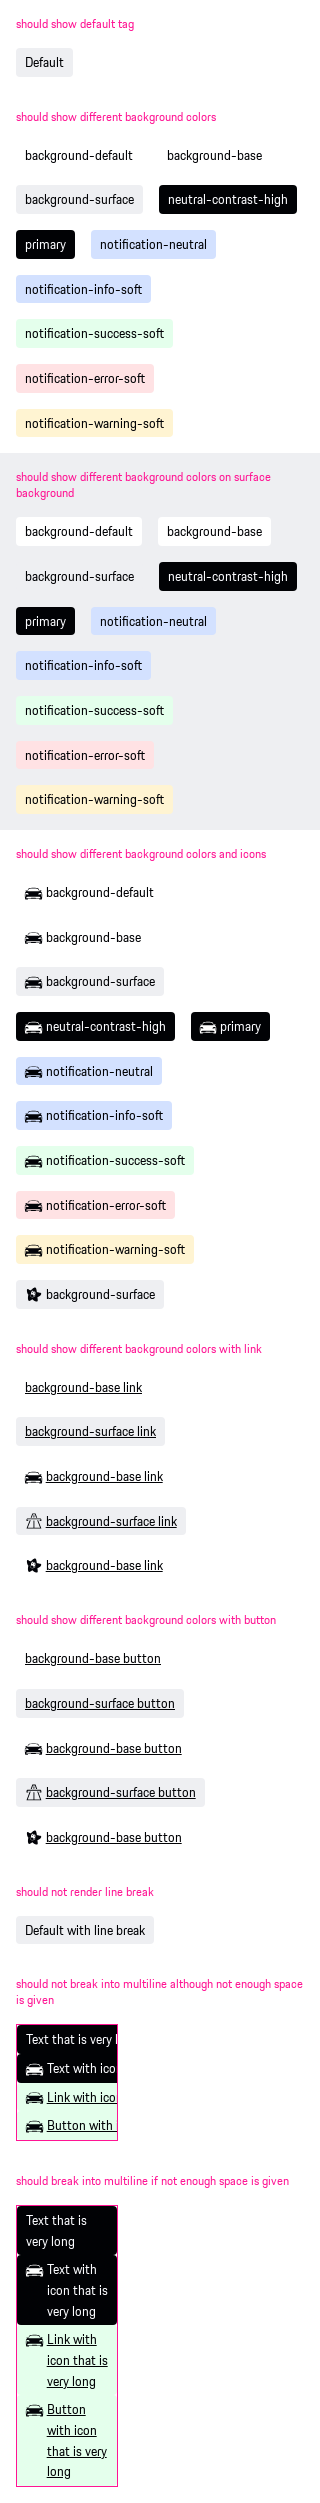 should show default tag
Default
should show different background colors
background-default background-base
background-surface neutral-contrast-high
primary notification-neutral
notification-info-soft
notification-success-soft
notification-error-soft
notification-warning-soft
should show different background colors on surface
background
background-default background-base
background-surface neutral-contrast-high
primary notification-neutral
notification-info-soft
notification-success-soft
notification-error-soft
notification-warning-soft
should show different background colors and icons
background-default
background-base
background-surface
neutral-contrast-high primary
notification-neutral
notification-info-soft
notification-success-soft
notification-error-soft
notification-warning-soft
background-surface
should show different background colors with link
background-base link
background-surface link
background-base link
background-surface link
background-base link
should show different background colors with button
background-base button
background-surface button
background-base button
background-surface button
background-base button
should not render line break
Default with line break
should not break into multiline although not enough space
is given
Text that is very
Text with ico
Link with ico
Button with
should break into multiline if not enough space is given
Text that is
very long
Text with
icon that is
very long
Link with
icon that is
very long
Button
with icon
that is very
long